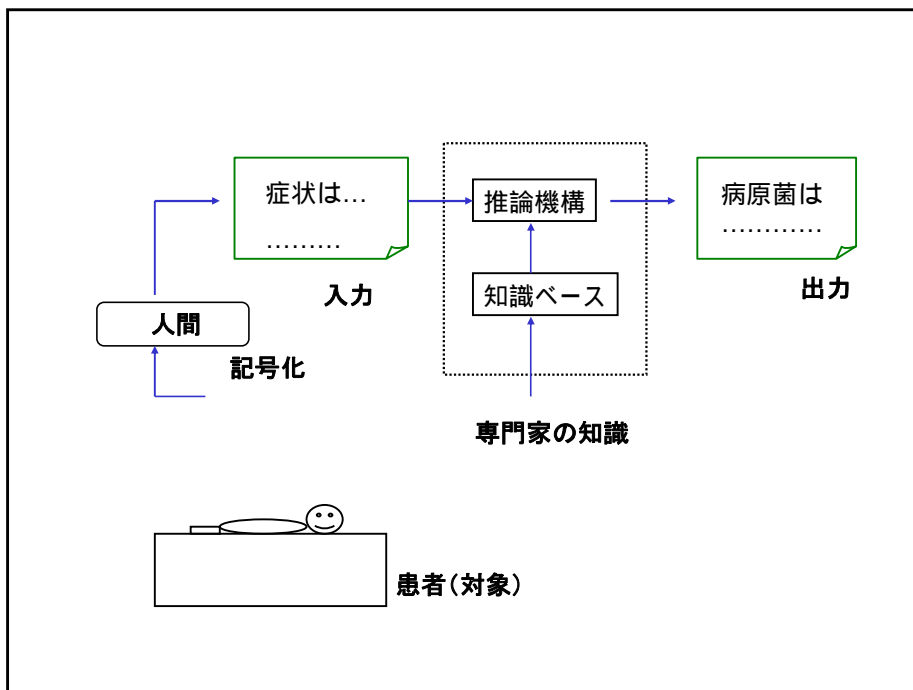 症状は…
………
推論機構
病原菌は
…………
知識ベース
入力
出力
人間
記号化
専門家の知識
患者(対象)